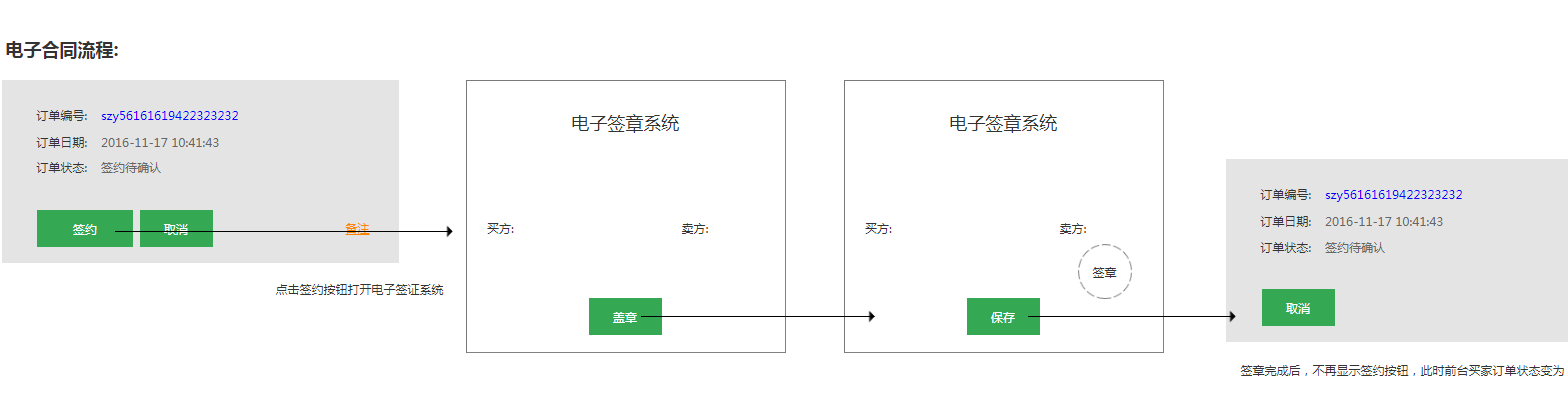 电子合同流程:
订单编号: szy56161619422323232
订单日期: 2016-11-17 10:41:43
订单状态: 签约待确认
签约 取消 备注
点击签约按钮打开电子签证系统
电子签章系统
买方: 卖方:
盖章
电子签章系统
买方: 卖方:
签章
保存
订单编号: szy56161619422323232
订单日期: 2016-11-17 10:41:43
订单状态: 签约待确认
取消
签章完成后，不再显示签约按钮，此时前台买家订单状态变为